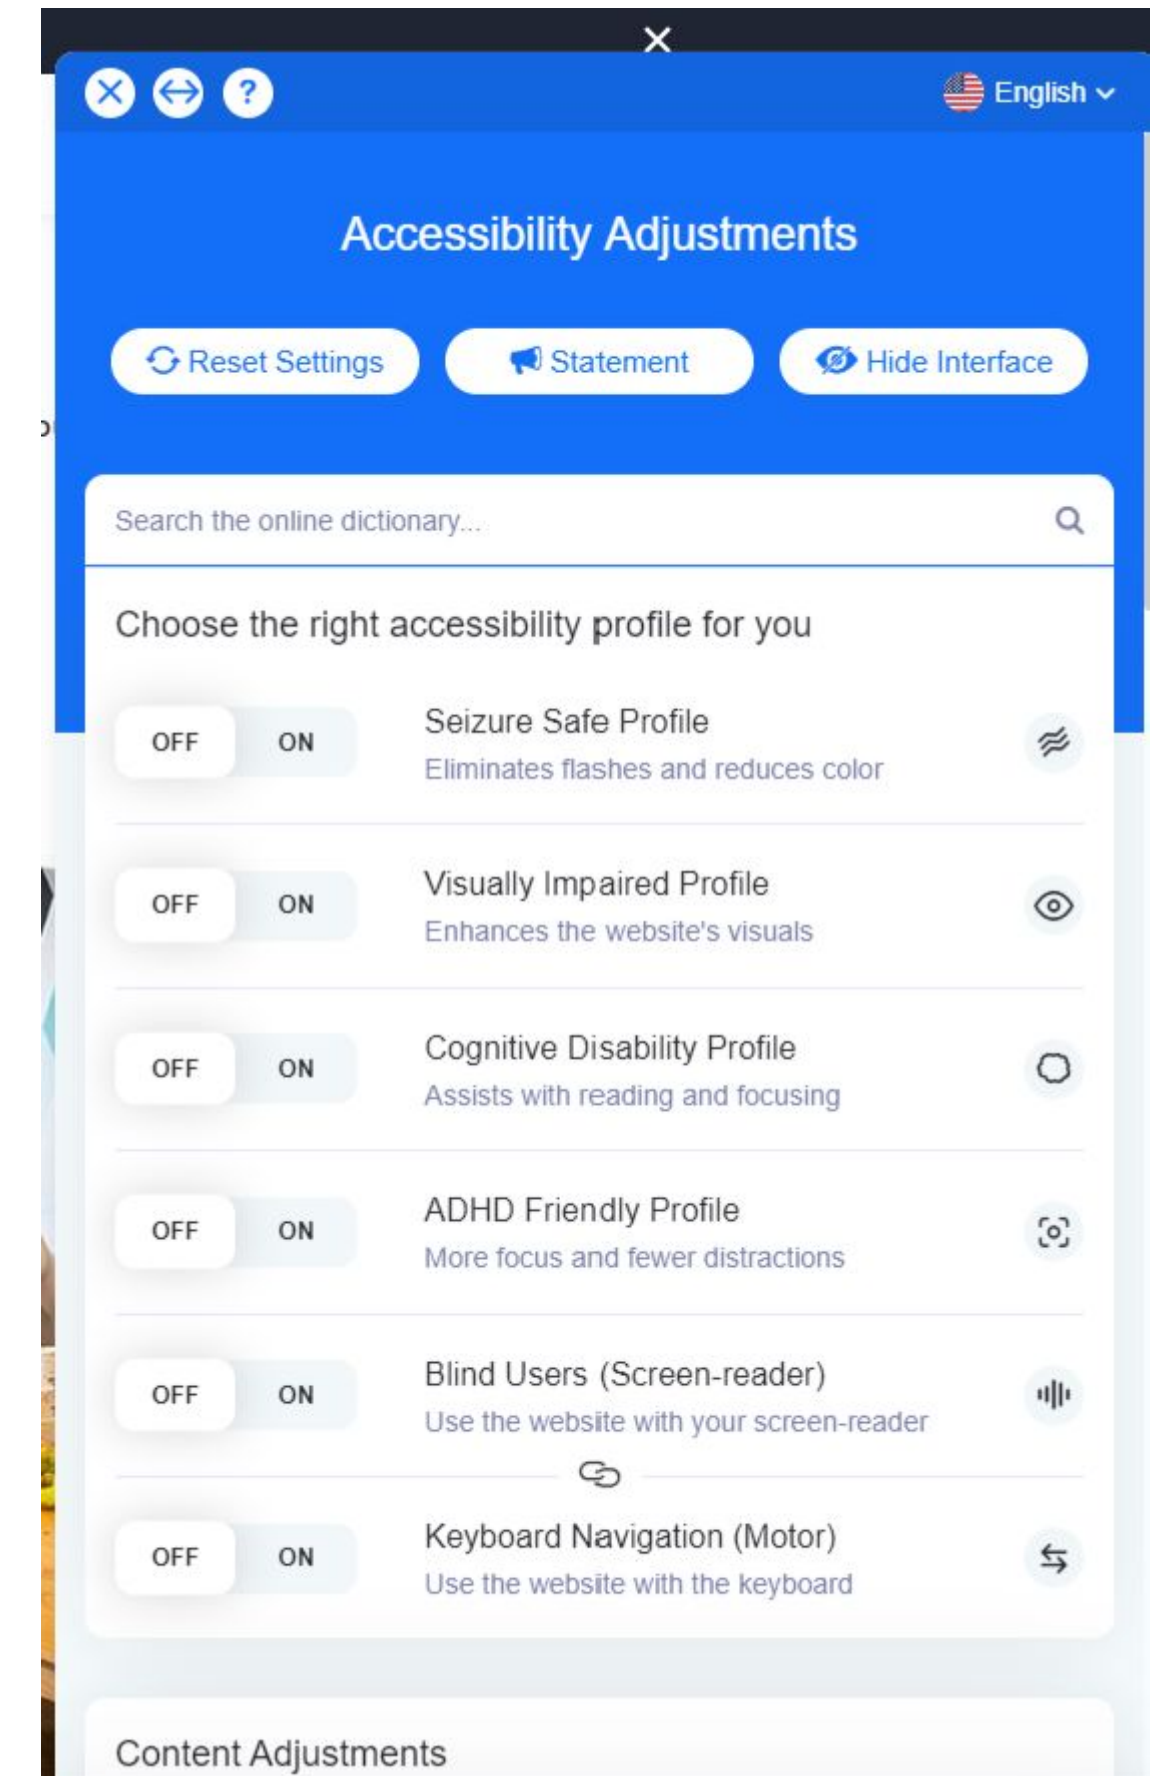 English
Accessibility Adjustments
Reset Settings
Statement
Hide Interface
Search the online dictionary...
Choose the right accessibility profile for you
OFF ON
Seizure Safe Profile
Eliminates flashes and reduces color
OFF ON
Visually Impaired Profile
Enhances the website's visuals
OFF ON
Cognitive Disability Profile
Assists with reading and focusing
OFF ON
ADHD Friendly Profile
More focus and fewer distractions
OFF ON
Blind Users (Screen-reader)
Use the website with your screen-reader
OFF ON
Keyboard Navigation (Motor)
Use the website with the keyboard
Content Adjustments